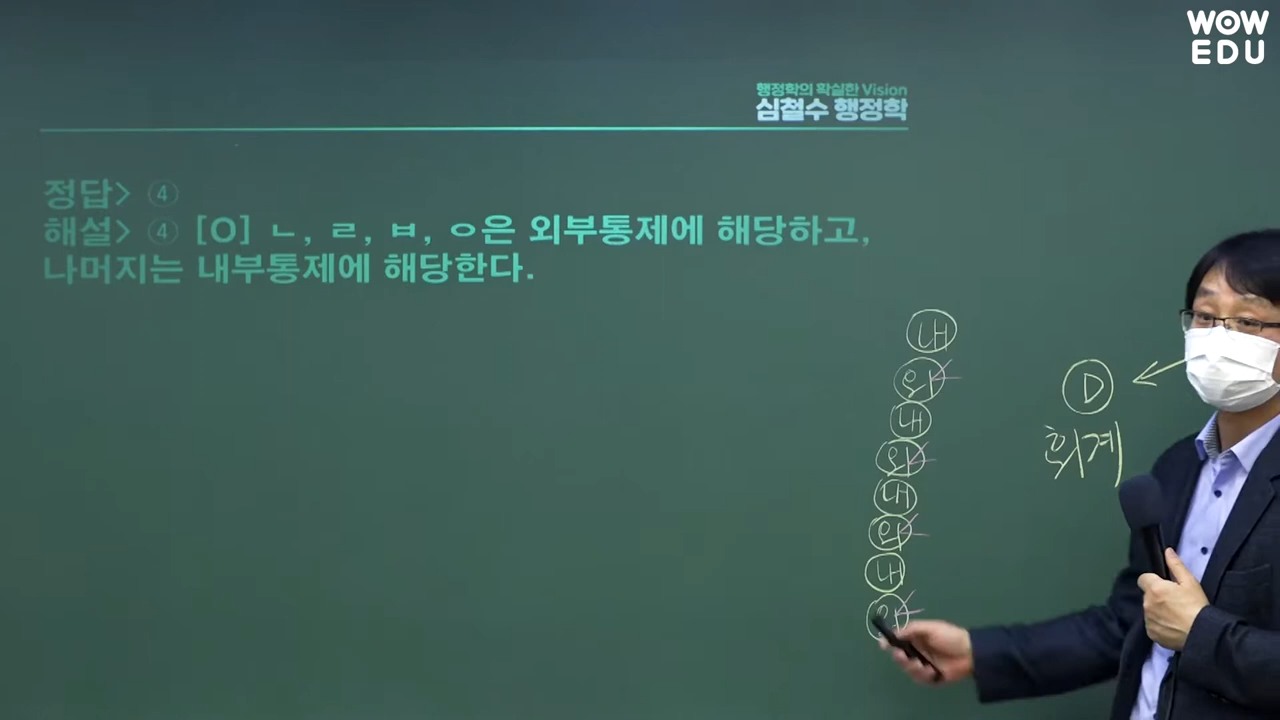 WOW
EDU
행정학의 확실한 Vision
심철수 행정학
정답> ④
해설> ④ [O] ㄴ, ㄹ, ㅂ, ㅇ은 외부통제에 해당하고,
나머지는 내부통제에 해당한다.
내
외
내
외
내
외
내
외
D
회계